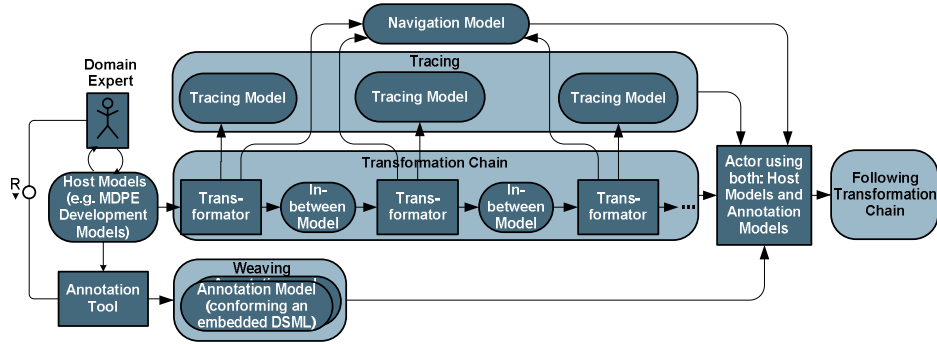 Navigation Model
Domain
Expert
Tracing
Tracing Model
Tracing Model
Tracing Model
R
Host Models
(e.g. MDPE
Development
Models)
Transformation Chain
Trans-
formator
In-
between
Model
Trans-
formator
In-
between
Model
Trans-
formator
...
Actor using
both: Host
Models and
Annotation
Models
Following
Transformation
Chain
Annotation
Tool
Weaving
Annotation Model
(conforming an
embedded DSML)